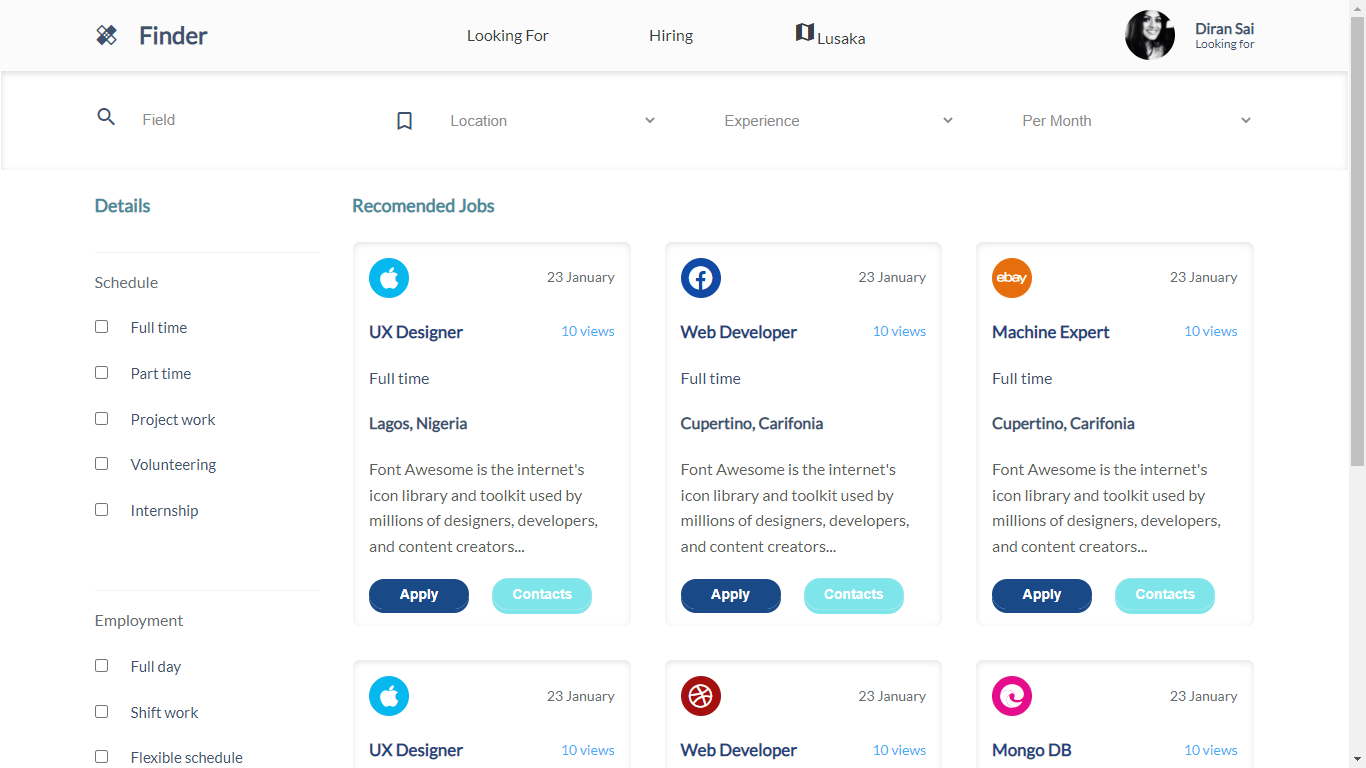 Finder
Looking For
Hiring
Lusaka
Diran Sai
Looking for
Field
Location
Experience
Per Month
Details
Schedule
Full time
Part time
Project work
Volunteering
Internship
Employment
Full day
Shift work
Flexible schedule
Recomended Jobs
23 January
UX Designer 10 views
Full time
Lagos, Nigeria
Font Awesome is the internet's
icon library and toolkit used by
millions of designers, developers,
and content creators...
Apply Contacts
23 January
Web Developer 10 views
Full time
Cupertino, Carifonia
Font Awesome is the internet's
icon library and toolkit used by
millions of designers, developers,
and content creators...
Apply Contacts
ebay 23 January
Machine Expert 10 views
Full time
Cupertino, Carifonia
Font Awesome is the internet's
icon library and toolkit used by
millions of designers, developers,
and content creators...
Apply Contacts
23 January
UX Designer 10 views
23 January
Web Developer 10 views
23 January
Mongo DB 10 views